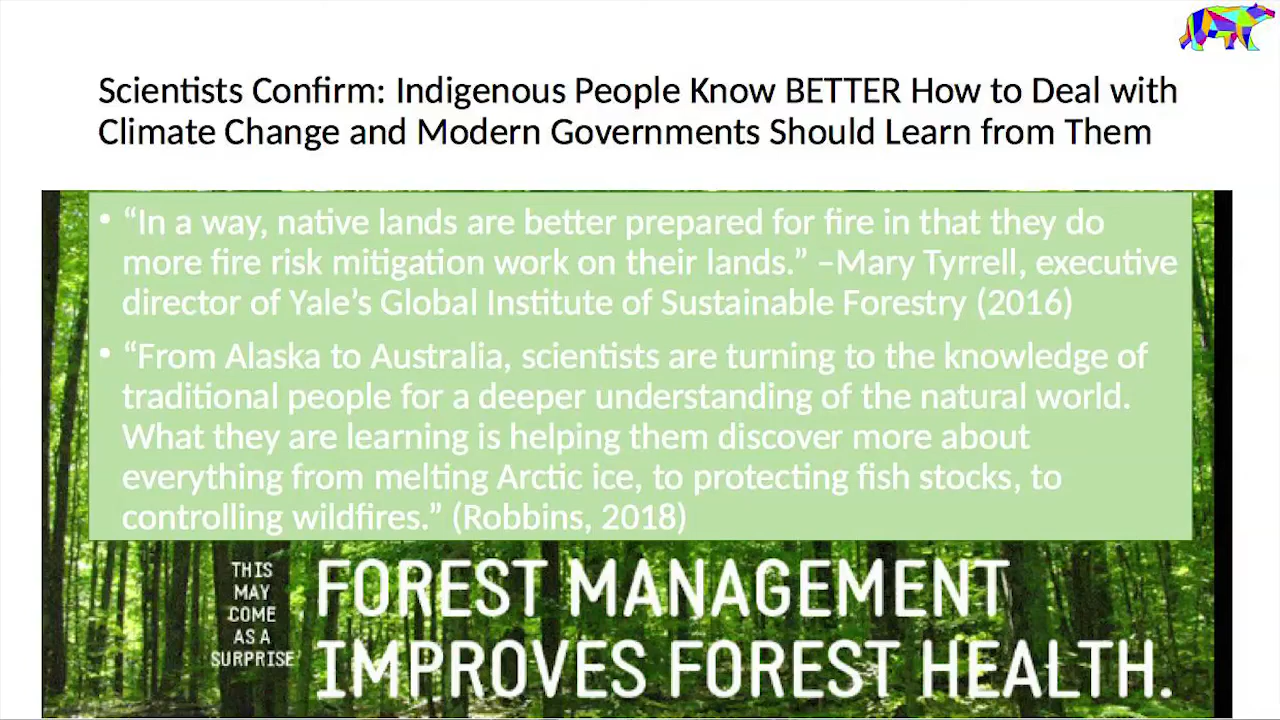 Scientists Confirm: Indigenous People Know BETTER How to Deal with
Climate Change and Modern Governments Should Learn from Them
• “In a way, native lands are better prepared for fire in that they do
more fire risk mitigation work on their lands.” –Mary Tyrrell, executive
director of Yale’s Global Institute of Sustainable Forestry (2016)
• “From Alaska to Australia, scientists are turning to the knowledge of
traditional people for a deeper understanding of the natural world.
What they are learning is helping them discover more about
everything from melting Arctic ice, to protecting fish stocks, to
controlling wildfires.” (Robbins, 2018)
THIS
MAY
COME
AS A
SURPRISE
FOREST MANAGEMENT
IMPROVES FOREST HEALTH.